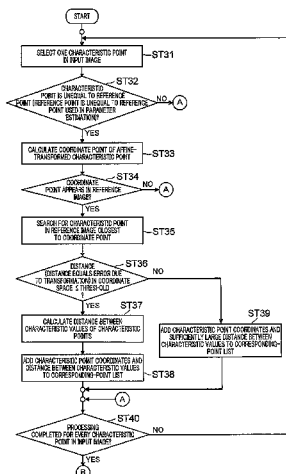 START
ST31
SELECT ONE CHARACTERISTIC POINT
IN INPUT IMAGE
ST32
CHARACTERISTIC
POINT IS UNEQUAL TO REFERENCE
POINT (REFERENCE POINT IS UNEQUAL TO REFERENCE
POINT USED IN PARAMETER
ESTIMATION)?
NO
A
YES
ST33
CALCULATE COORDINATE POINT OF AFFINE-
TRANSFORMED CHARACTERISTIC POINT
ST34
COORDINATE
POINT APPEARS IN REFERENCE
IMAGE?
NO
A
YES
ST35
SEARCH FOR CHARACTERISTIC POINT
IN REFERENCE IMAGE CLOSEST
TO COORDINATE POINT
ST36
DISTANCE
(DISTANCE EQUALS ERROR DUE
TO TRANSFORMATION) IN COORDINATE
SPACE ≤ THRESHOLD
?
NO
YES
ST37
CALCULATE DISTANCE BETWEEN
CHARACTERISTIC VALUES OF CHARACTERISTIC
POINTS
ST39
ADD CHARACTERISTIC POINT COORDINATES AND
SUFFICIENTLY LARGE DISTANCE BETWEEN
CHARACTERISTIC VALUES TO CORRESPONDING-
POINT LIST
ADD CHARACTERISTIC POINT COORDINATES AND
DISTANCE BETWEEN CHARACTERISTIC VALUES
TO CORRESPONDING-POINT LIST
ST38
A
ST40
PROCESSING
COMPLETED FOR EVERY CHARACTERISTIC
POINT IN INPUT IMAGE?
NO
YES
B